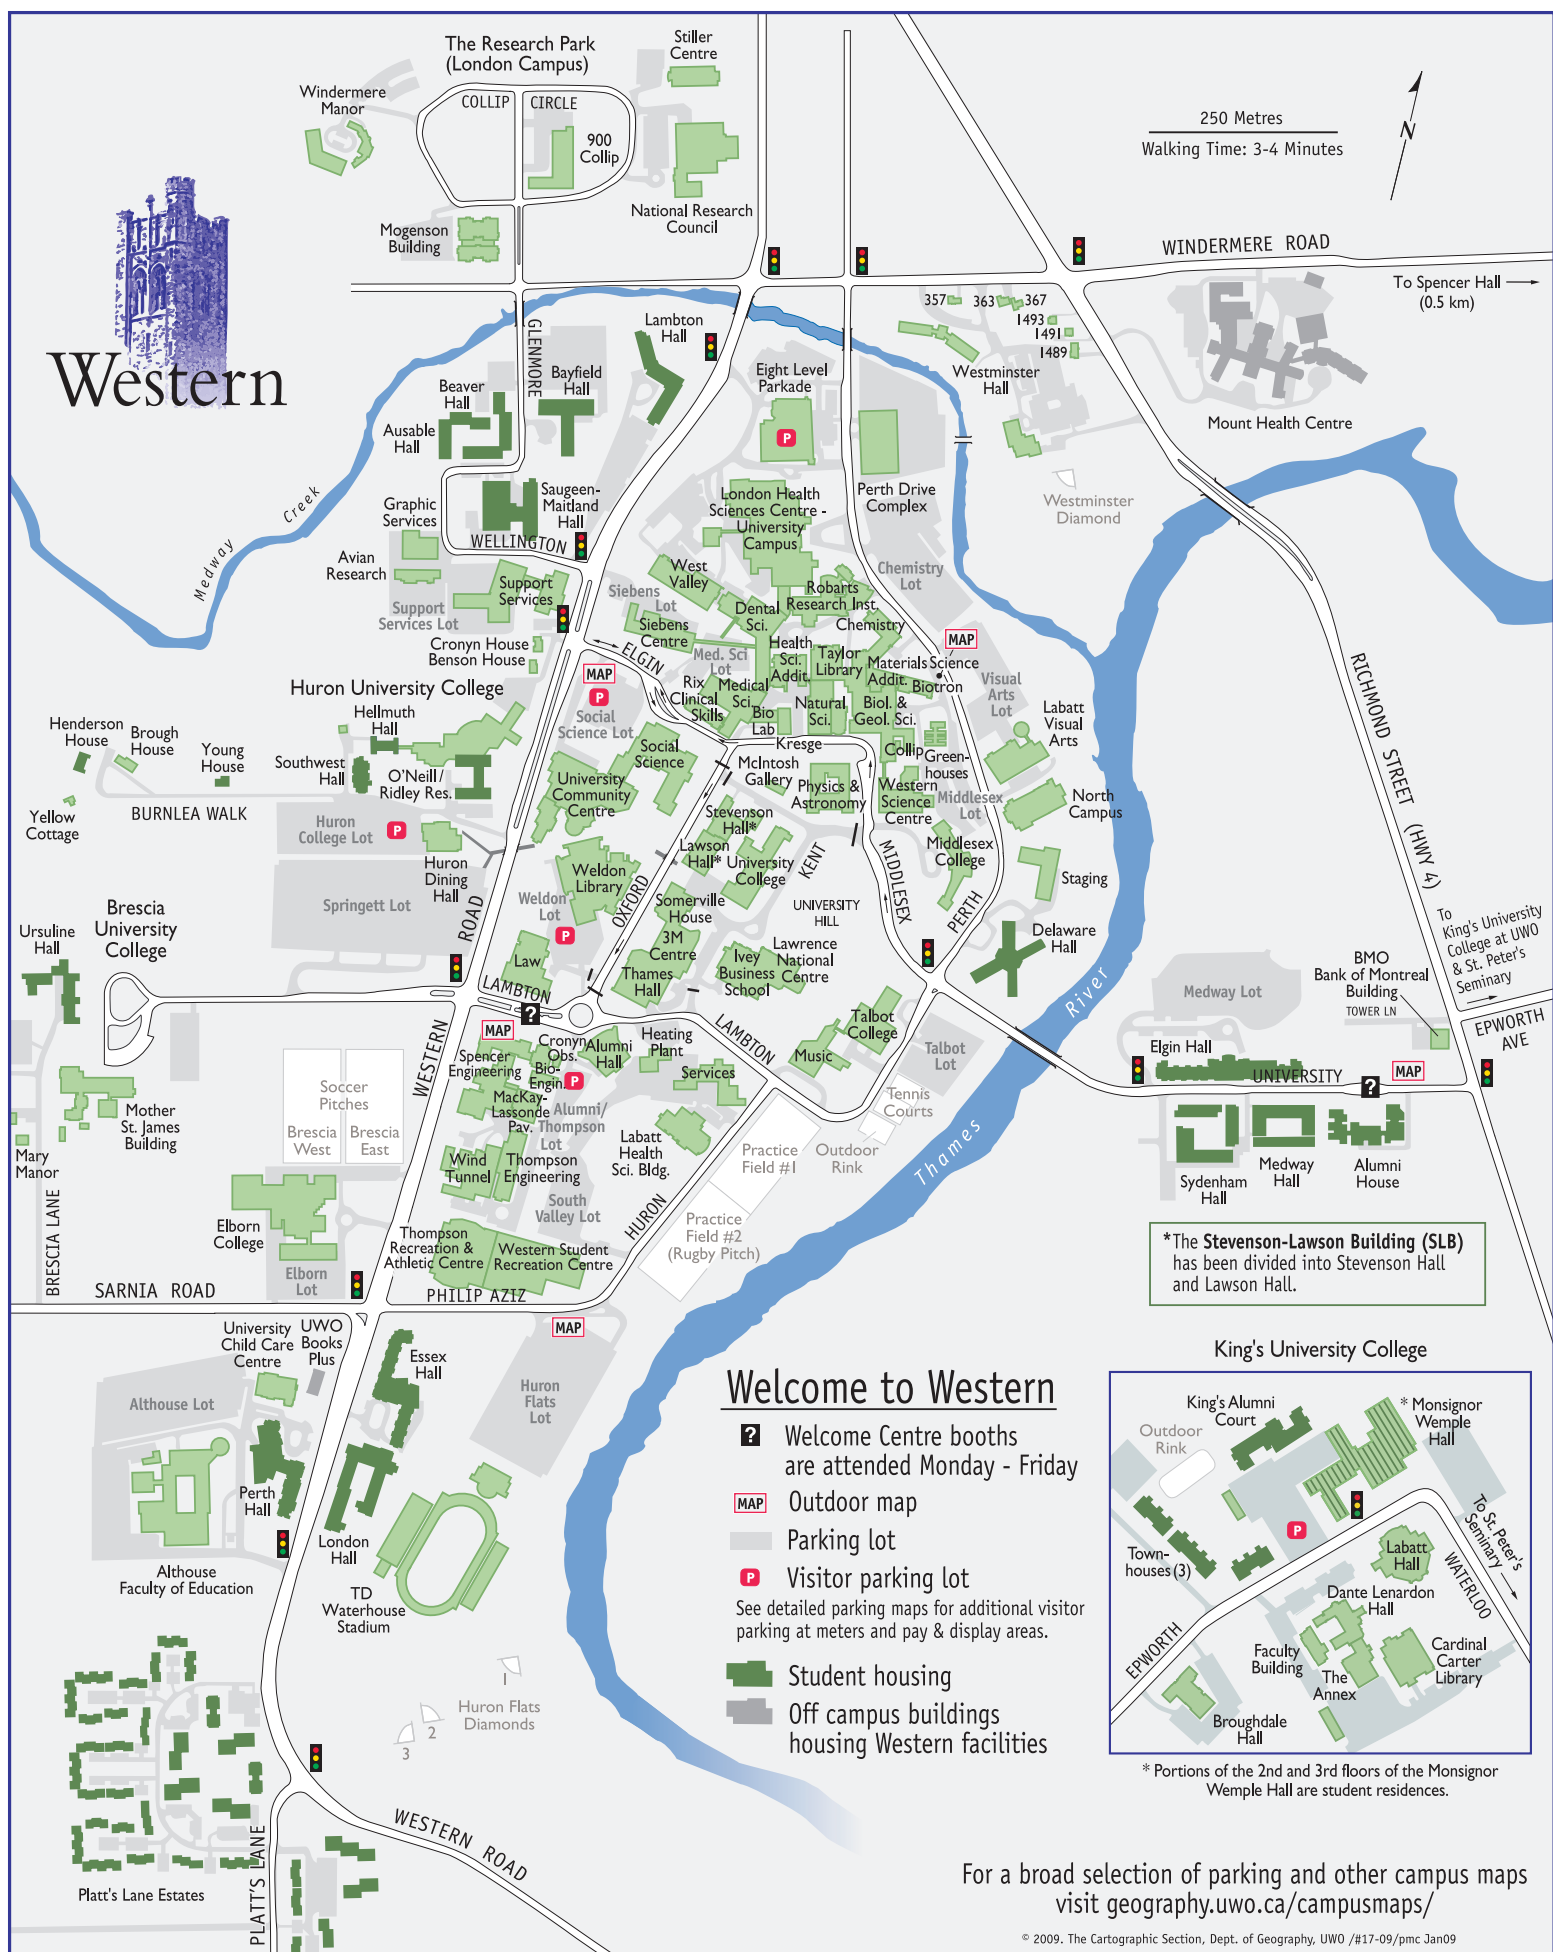 The Research Park
(London Campus)
Stiller
Centre
Windermere
Manor
COLLIP CIRCLE
900
Collip
National Research
Council
Mogenson
Building
250 Metres
Walking Time: 3-4 Minutes
N
Western
WINDERMERE ROAD
To Spencer Hall
(0.5 km)
Mount Health Centre
357
363
367
1493
1491
1489
Westminster
Hall
Westminster
Diamond
GLENMORE
Lambton
Hall
Bayfield
Hall
Beaver
Hall
Ausable
Hall
Eight Level
Parkade
P
Perth Drive
Complex
Medway Creek
Graphic
Services
Saugeen-
Maitland
Hall
WELLINGTON
Avian
Research
Support
Services
Support
Services Lot
Cronyn House
Benson House
London Health
Sciences Centre -
University
Campus
West
Valley
Siebens
Lot
Siebens
Centre
Dental
Sci.
Robarts
Research Inst.
Chemistry
Chemistry
Lot
MAP
ELGIN
Med. Sci
Lot
Health
Sci.
Addit.
Taylor
Library
Materials Science
Addit.
Biotron
Visual
Arts
Lot
Labatt
Visual
Arts
MAP
P
Social
Science Lot
Rix
Clinical
Skills
Medical
Sci.
Bio
Lab
Natural
Sci.
Biol. &
Geol. Sci.
Kresge
Collip
Green-
houses
Huron University College
Hellmuth
Hall
Southwest
Hall
O'Neill/
Ridley Res.
Henderson
House
Brough
House
Young
House
Yellow
Cottage
BURNLEA WALK
Huron
College Lot
P
Huron
Dining
Hall
Springett Lot
Social
Science
University
Community
Centre
McIntosh
Gallery
Physics &
Astronomy
Western
Science
Centre
Middlesex
Lot
North
Campus
Middlesex
College
Staging
Stevenson
Hall*
Lawson
Hall*
University
College
KENT
MIDDLESEX
PERTH
Weldon
Library
Weldon
Lot
P
OXFORD
Somerville
House
UNIVERSITY
HILL
3M
Centre
Thames
Hall
Ivey
Business
School
Lawrence
National
Centre
Delaware
Hall
Law
LAMBTON
?
MAP
Brescia
University
College
Ursuline
Hall
WESTERN ROAD
Cronyn
Obs.
Alumni
Hall
Heating
Plant
Services
LAMBTON
Music
Talbot
College
Talbot
Lot
Tennis
Courts
Outdoor
Rink
Spencer
Engineering
Bio-
Engin.
P
MacKay-
Lassonde
Pav.
Alumni/
Thompson
Lot
Labatt
Health
Sci. Bldg.
Practice
Field #1
Practice
Field #2
(Rugby Pitch)
Wind
Tunnel
Thompson
Engineering
South
Valley Lot
HURON
Thompson
Recreation &
Athletic Centre
Western Student
Recreation Centre
PHILIP AZIZ
MAP
Soccer
Pitches
Brescia
West
Brescia
East
Mother
St. James
Building
Mary
Manor
BRESCIA LANE
Elborn
College
Elborn
Lot
SARNIA ROAD
Thames River
RICHMOND STREET (HWY 4)
To
King's University
College at UWO
& St. Peter's
Seminary
EPWORTH
AVE
BMO
Bank of Montreal
Building
TOWER LN
Medway Lot
Elgin Hall
UNIVERSITY
?
MAP
Sydenham
Hall
Medway
Hall
Alumni
House
*The Stevenson-Lawson Building (SLB)
has been divided into Stevenson Hall
and Lawson Hall.
University
Child Care
Centre
UWO
Books
Plus
Essex
Hall
Althouse Lot
Perth
Hall
London
Hall
Althouse
Faculty of Education
Huron
Flats
Lot
TD
Waterhouse
Stadium
1
2
3
Huron Flats
Diamonds
Platt's Lane Estates
PLATT'S LANE
WESTERN ROAD
Welcome to Western
? Welcome Centre booths
are attended Monday - Friday
MAP Outdoor map
Parking lot
P Visitor parking lot
See detailed parking maps for additional visitor
parking at meters and pay & display areas.
Student housing
Off campus buildings
housing Western facilities
King's University College
King's Alumni
Court
* Monsignor
Wemple
Hall
Outdoor
Rink
P
Town-
houses (3)
To St. Peter's
Seminary
Labatt
Hall
WATERLOO
Dante Lenardon
Hall
EPWORTH
Faculty
Building
The
Annex
Cardinal
Carter
Library
Broughdale
Hall
* Portions of the 2nd and 3rd floors of the Monsignor
Wemple Hall are student residences.
For a broad selection of parking and other campus maps
visit geography.uwo.ca/campusmaps/
© 2009. The Cartographic Section, Dept. of Geography, UWO /#17-09/pmc Jan09